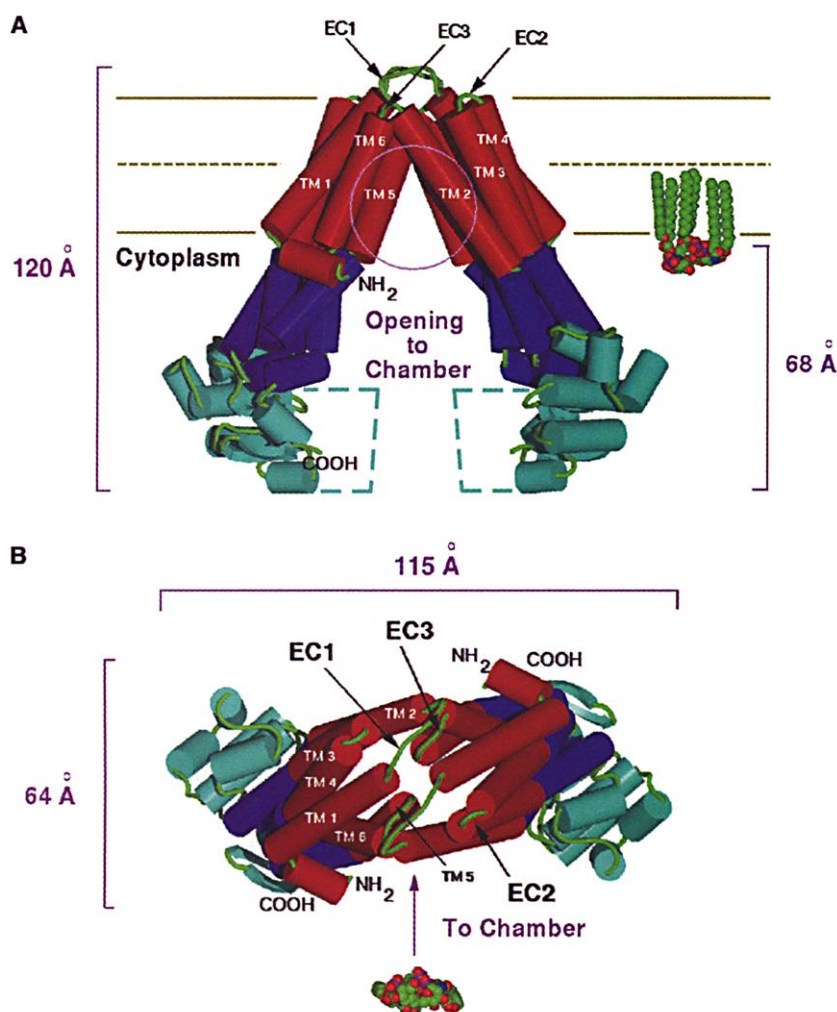 A
EC1
EC3
EC2
TM 6
TM 4
TM 1
TM 5
TM 2
TM 3
120 Å
Cytoplasm
NH2
Opening
to
Chamber
68 Å
COOH
B
115 Å
EC3
EC1
NH2
COOH
TM 2
TM 3
TM 4
64 Å
TM 1
TM 6
TM 5
EC2
NH2
COOH
To Chamber